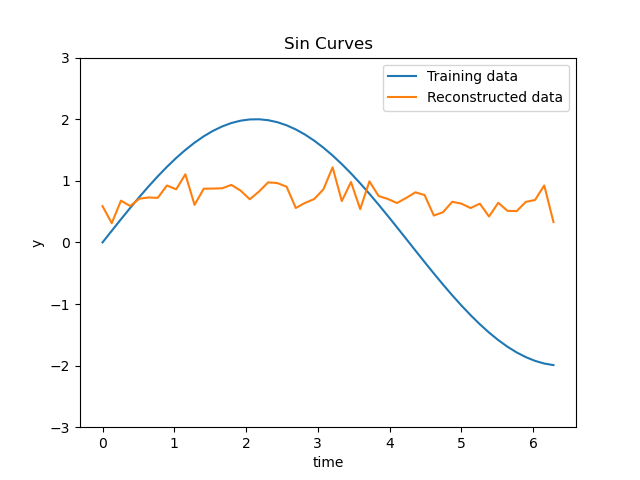 Sin Curves
Training data
Reconstructed data
3
2
1
0
−1
−2
−3
y
0 1 2 3 4 5 6
time